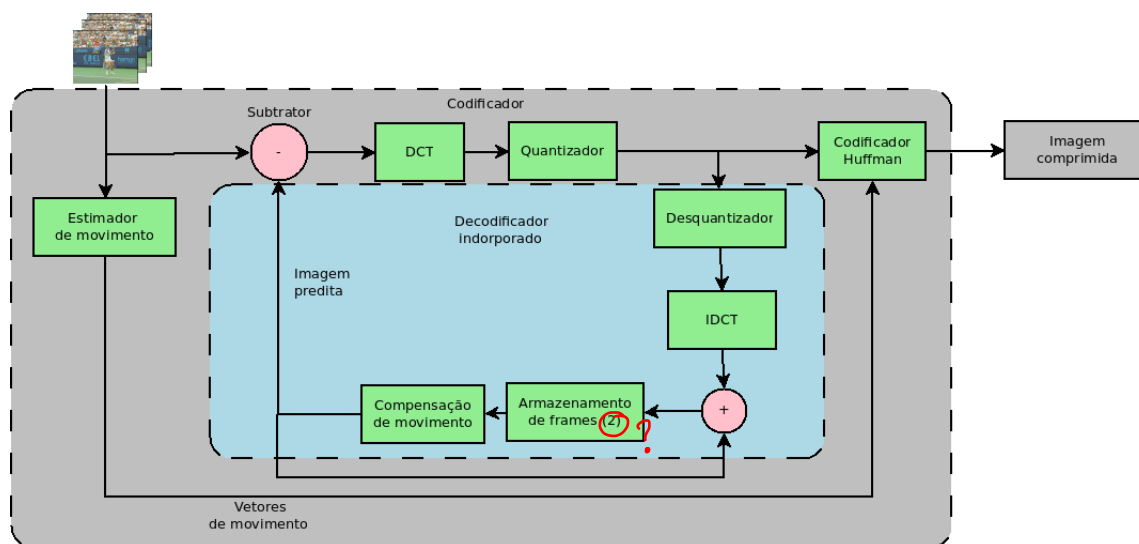 Codificador
Subtrator
-
DCT
Quantizador
Codificador
Huffman
Imagem
comprimida
Estimador
de movimento
Decodificador
indorporado
Desquantizador
Imagem
predita
IDCT
Compensação
de movimento
Armazenamento
de frames (2)
?
+
Vetores
de movimento